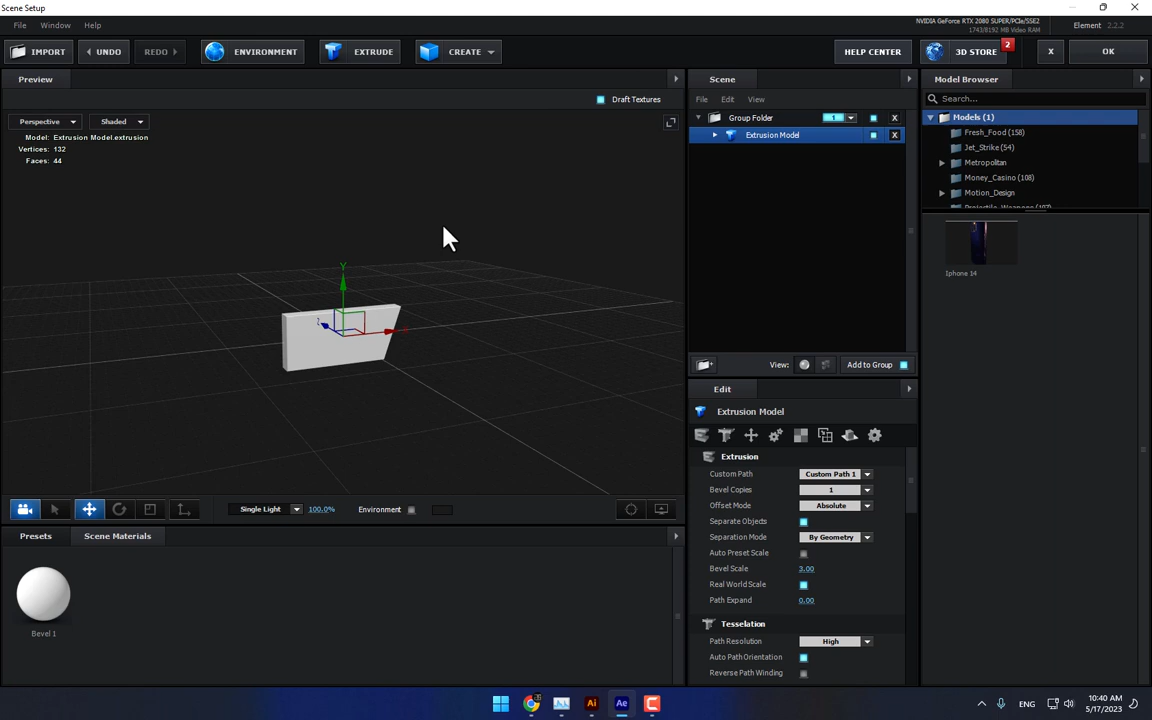 Scene Setup
File Window Help
NVIDIA GeForce RTX 2080 SUPER/PCIe/SSE2
1743/8192 MB Video RAM
Element 2.2.2
IMPORT UNDO REDO ENVIRONMENT EXTRUDE CREATE HELP CENTER 3D STORE 2 X OK
Preview
Draft Textures
Perspective Shaded
Model: Extrusion Model.extrusion
Vertices: 132
Faces: 44
Y
Z
Single Light 100.0% Environment
Presets Scene Materials
Bevel 1
Scene
File Edit View
Group Folder 1 X
Extrusion Model X
View: Add to Group
Edit
Extrusion Model
Extrusion
Custom Path Custom Path 1
Bevel Copies 1
Offset Mode Absolute
Separate Objects
Separation Mode By Geometry
Auto Preset Scale
Bevel Scale 3.00
Real World Scale
Path Expand 0.00
Tesselation
Path Resolution High
Auto Path Orientation
Reverse Path Winding
Model Browser
Search...
Models (1)
Fresh_Food (158)
Jet_Strike (54)
Metropolitan
Money_Casino (108)
Motion_Design
Iphone 14
Ai Ae
ENG
10:40 AM
5/17/2023